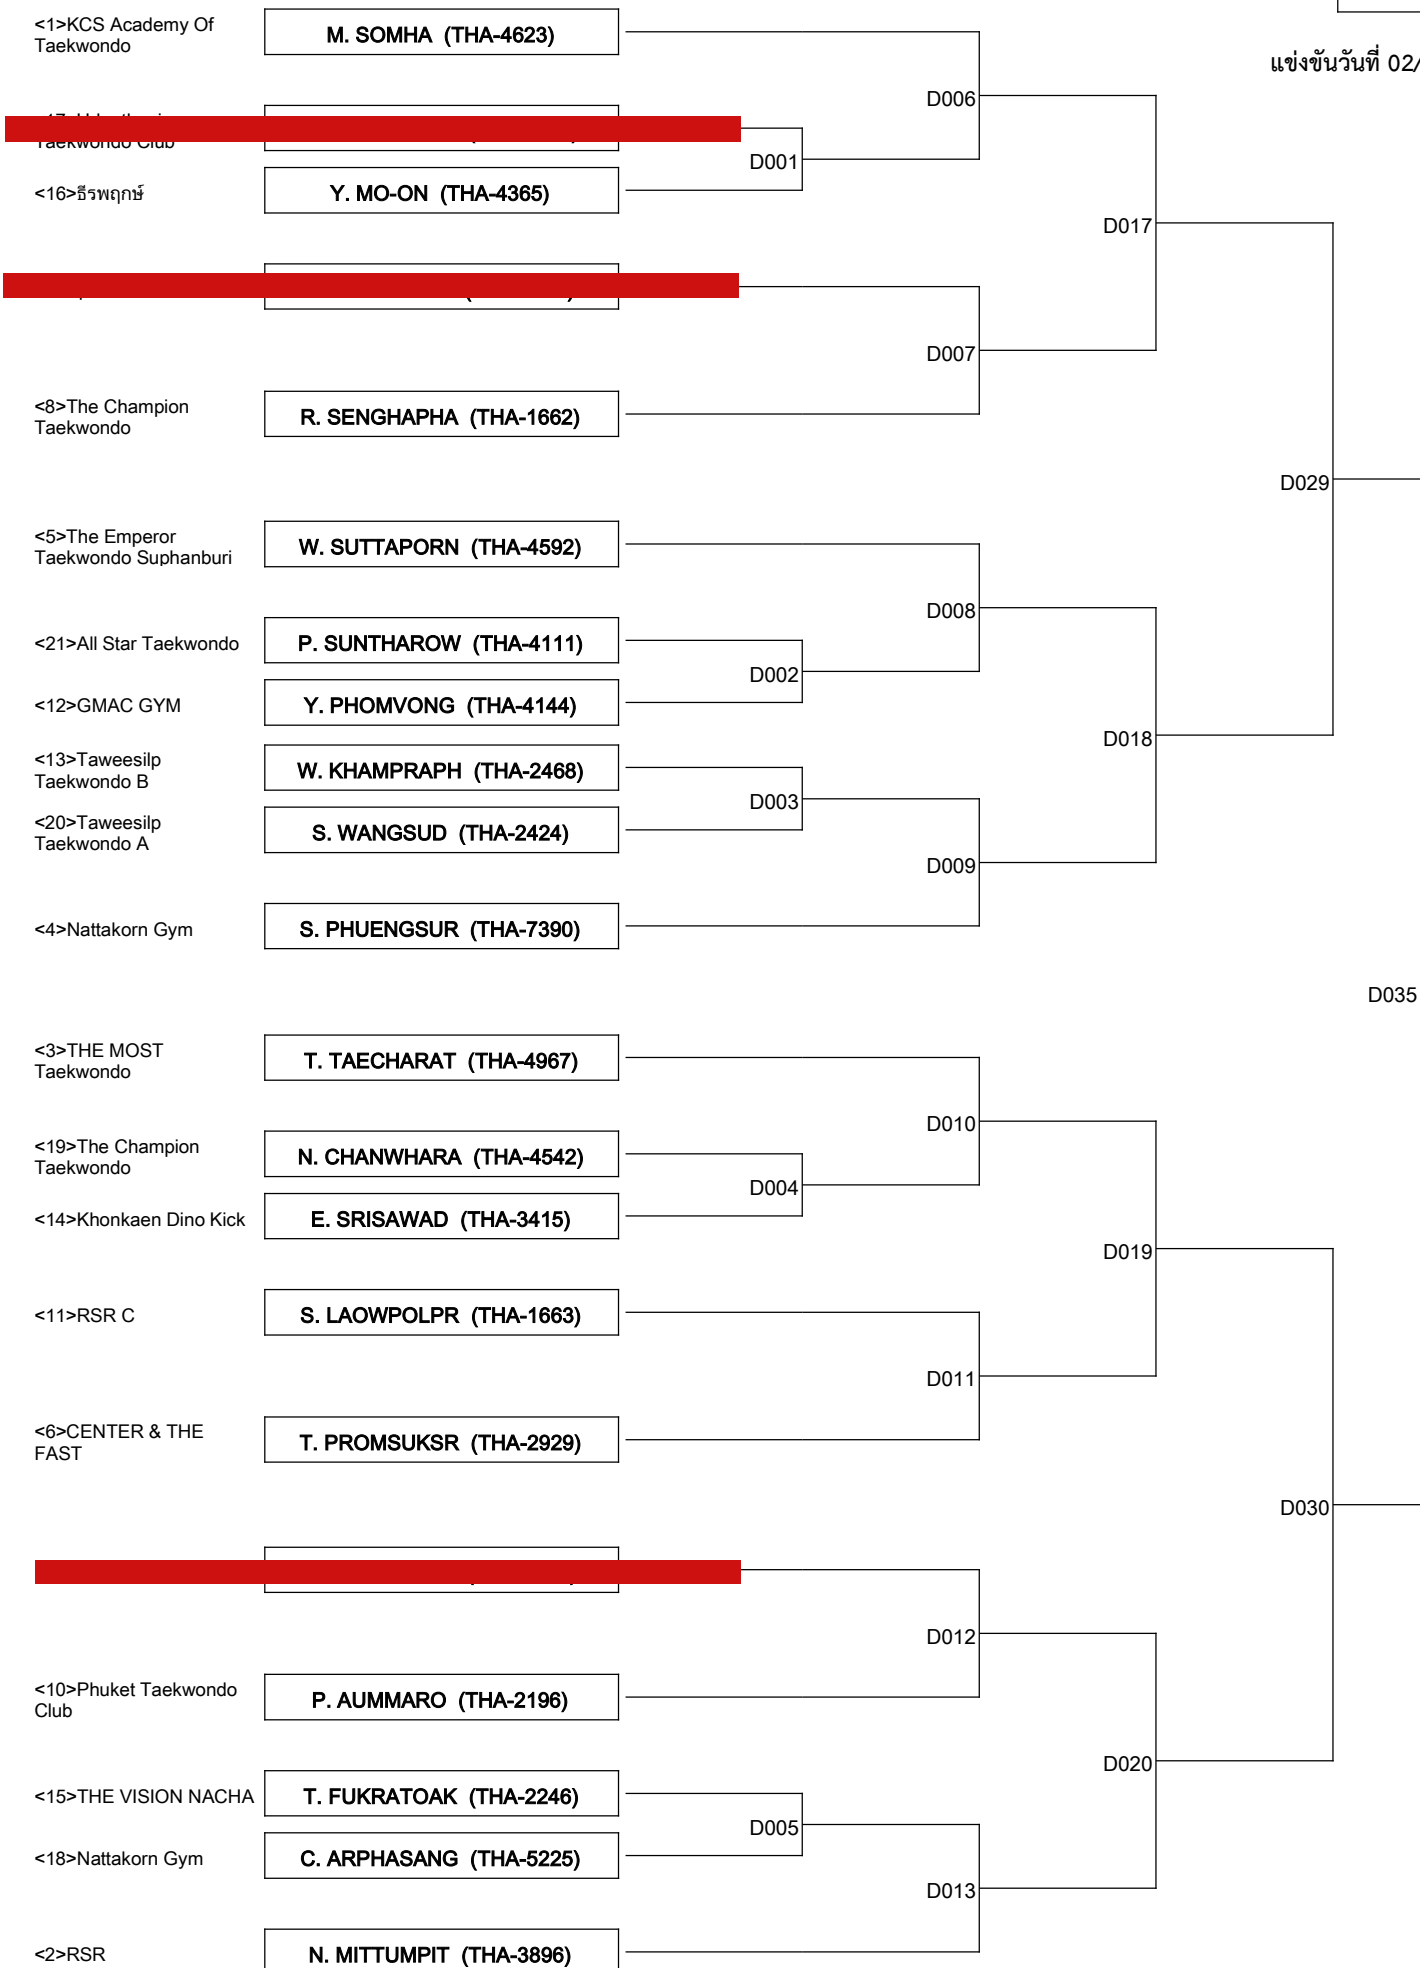 <1>KCS Academy Of
Taekwondo
M. SOMHA (THA-4623)
แข่งขันวันที่ 02/
D006
Taekwondo Club
D001
<16>ธีรพฤกษ์
Y. MO-ON (THA-4365)
D017
D007
<8>The Champion
Taekwondo
R. SENGHAPHA (THA-1662)
D029
<5>The Emperor
Taekwondo Suphanburi
W. SUTTAPORN (THA-4592)
D008
<21>All Star Taekwondo
P. SUNTHAROW (THA-4111)
D002
<12>GMAC GYM
Y. PHOMVONG (THA-4144)
D018
<13>Taweesilp
Taekwondo B
W. KHAMPRAPH (THA-2468)
D003
<20>Taweesilp
Taekwondo A
S. WANGSUD (THA-2424)
D009
<4>Nattakorn Gym
S. PHUENGSUR (THA-7390)
D035
<3>THE MOST
Taekwondo
T. TAECHARAT (THA-4967)
D010
<19>The Champion
Taekwondo
N. CHANWHARA (THA-4542)
D004
<14>Khonkaen Dino Kick
E. SRISAWAD (THA-3415)
D019
<11>RSR C
S. LAOWPOLPR (THA-1663)
D011
<6>CENTER & THE
FAST
T. PROMSUKSR (THA-2929)
D030
D012
<10>Phuket Taekwondo
Club
P. AUMMARO (THA-2196)
D020
<15>THE VISION NACHA
T. FUKRATOAK (THA-2246)
D005
<18>Nattakorn Gym
C. ARPHASANG (THA-5225)
D013
<2>RSR
N. MITTUMPIT (THA-3896)